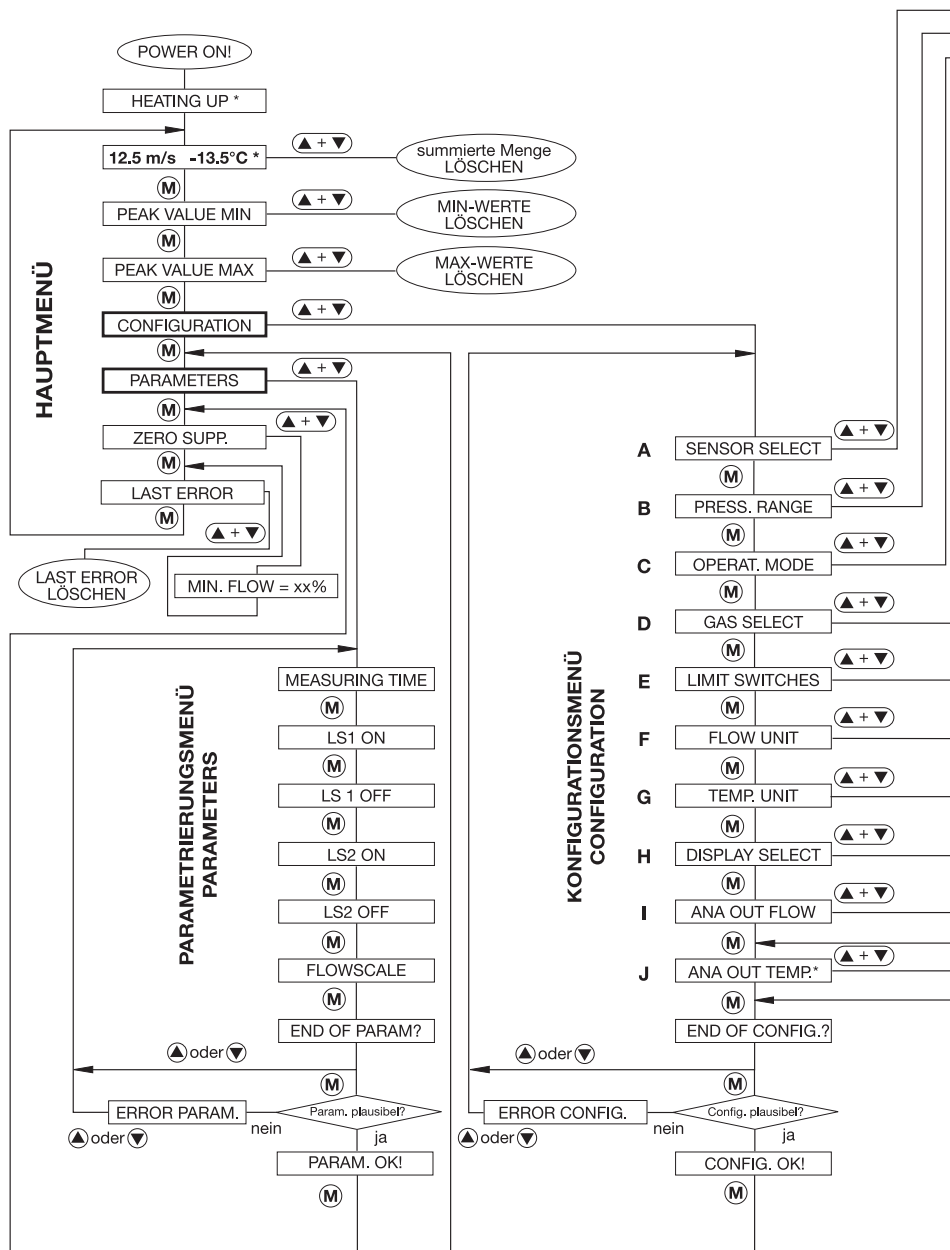 POWER ON!
HEATING UP *
12.5 m/s -13.5°C *
▲ + ▼
summierte Menge
LÖSCHEN
M
PEAK VALUE MIN
▲ + ▼
MIN-WERTE
LÖSCHEN
M
PEAK VALUE MAX
▲ + ▼
MAX-WERTE
LÖSCHEN
M
CONFIGURATION
▲ + ▼
M
PARAMETERS
▲ + ▼
M
ZERO SUPP.
▲ + ▼
M
LAST ERROR
M
▲ + ▼
LAST ERROR
LÖSCHEN
MIN. FLOW = xx%
HAUPTMENÜ
PARAMETRIERUNGSMENÜ
PARAMETERS
MEASURING TIME
M
LS1 ON
M
LS 1 OFF
M
LS2 ON
M
LS2 OFF
M
FLOWSCALE
M
END OF PARAM?
▲ oder ▼
M
ERROR PARAM.
nein
Param. plausibel?
▲ oder ▼
ja
PARAM. OK!
M
KONFIGURATIONSMENÜ
CONFIGURATION
A SENSOR SELECT ▲ + ▼
M
B PRESS. RANGE ▲ + ▼
M
C OPERAT. MODE ▲ + ▼
M
D GAS SELECT ▲ + ▼
M
E LIMIT SWITCHES ▲ + ▼
M
F FLOW UNIT ▲ + ▼
M
G TEMP. UNIT ▲ + ▼
M
H DISPLAY SELECT ▲ + ▼
M
I ANA OUT FLOW ▲ + ▼
M
J ANA OUT TEMP.* ▲ + ▼
M
END OF CONFIG.?
▲ oder ▼
M
ERROR CONFIG.
nein
Config. plausibel?
▲ oder ▼
ja
CONFIG. OK!
M